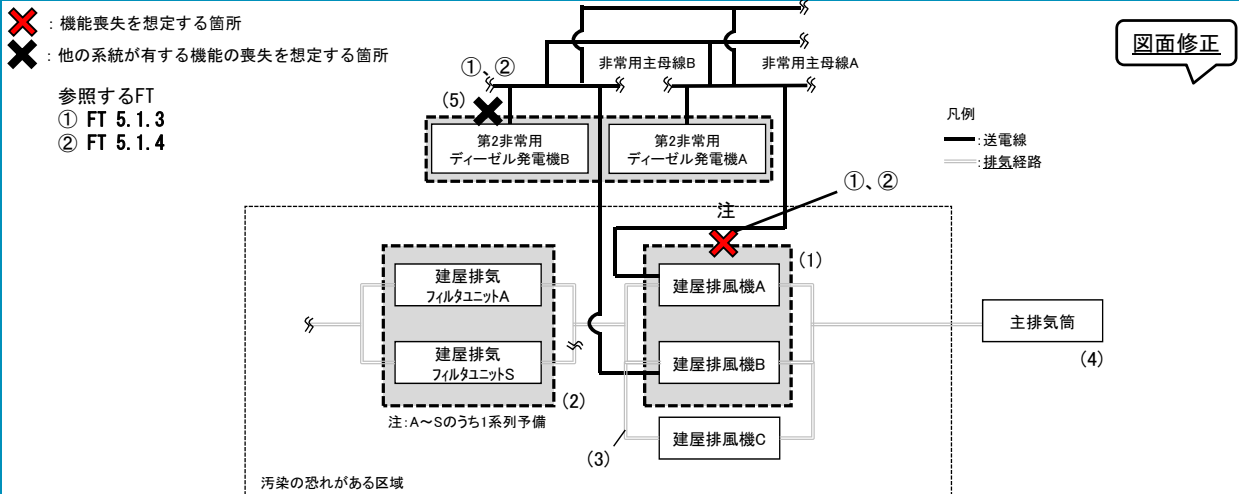 ：機能喪失を想定する箇所
：他の系統が有する機能の喪失を想定する箇所
参照するFT
① FT 5.1.3
② FT 5.1.4
図面修正
①、②
非常用主母線B
非常用主母線A
(5)
第2非常用
ディーゼル発電機B
第2非常用
ディーゼル発電機A
凡例
：送電線
：排気経路
①、②
注
(1)
建屋排気
フィルタユニットA
建屋排風機A
主排気筒
(4)
建屋排気
フィルタユニットS
建屋排風機B
(2)
注：A～Sのうち1系列予備
建屋排風機C
(3)
汚染の恐れがある区域